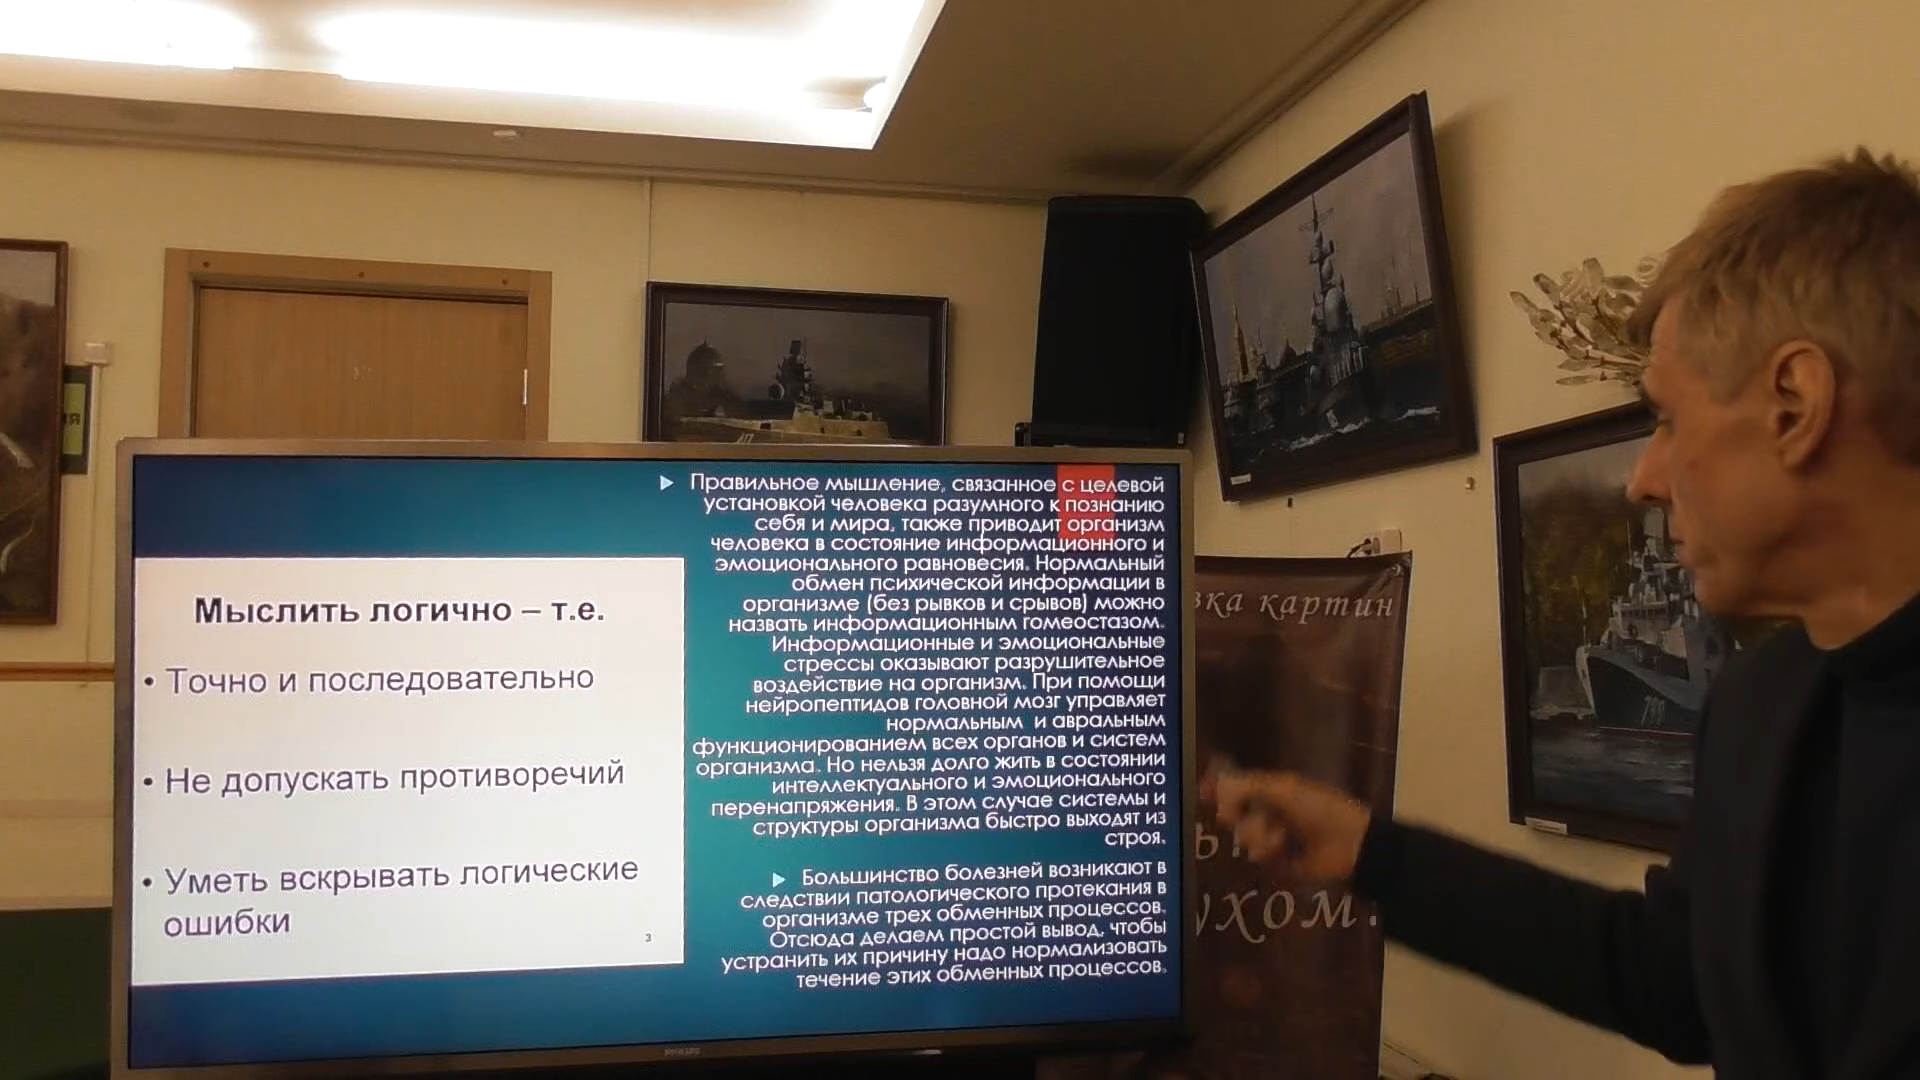 Мыслить логично – т.е.
• Точно и последовательно
• Не допускать противоречий
• Уметь вскрывать логические
ошибки
3
Правильное мышление, связанное с целевой
установкой человека разумного к познанию
себя и мира, также приводит организм
человека в состояние информационного и
эмоционального равновесия. Нормальный
обмен психической информации в
организме (без рывков и срывов) можно
назвать информационным гомеостазом.
Информационные и эмоциональные
стрессы оказывают разрушительное
воздействие на организм. При помощи
нейропептидов головной мозг управляет
нормальным и авральным
функционированием всех органов и систем
организма. Но нельзя долго жить в состоянии
интеллектуального и эмоционального
перенапряжения. В этом случае системы и
структуры организма быстро выходят из
строя.
Большинство болезней возникают в
следствии патологического протекания в
организме трех обменных процессов.
Отсюда делаем простой вывод, чтобы
устранить их причину надо нормализовать
течение этих обменных процессов.
картин